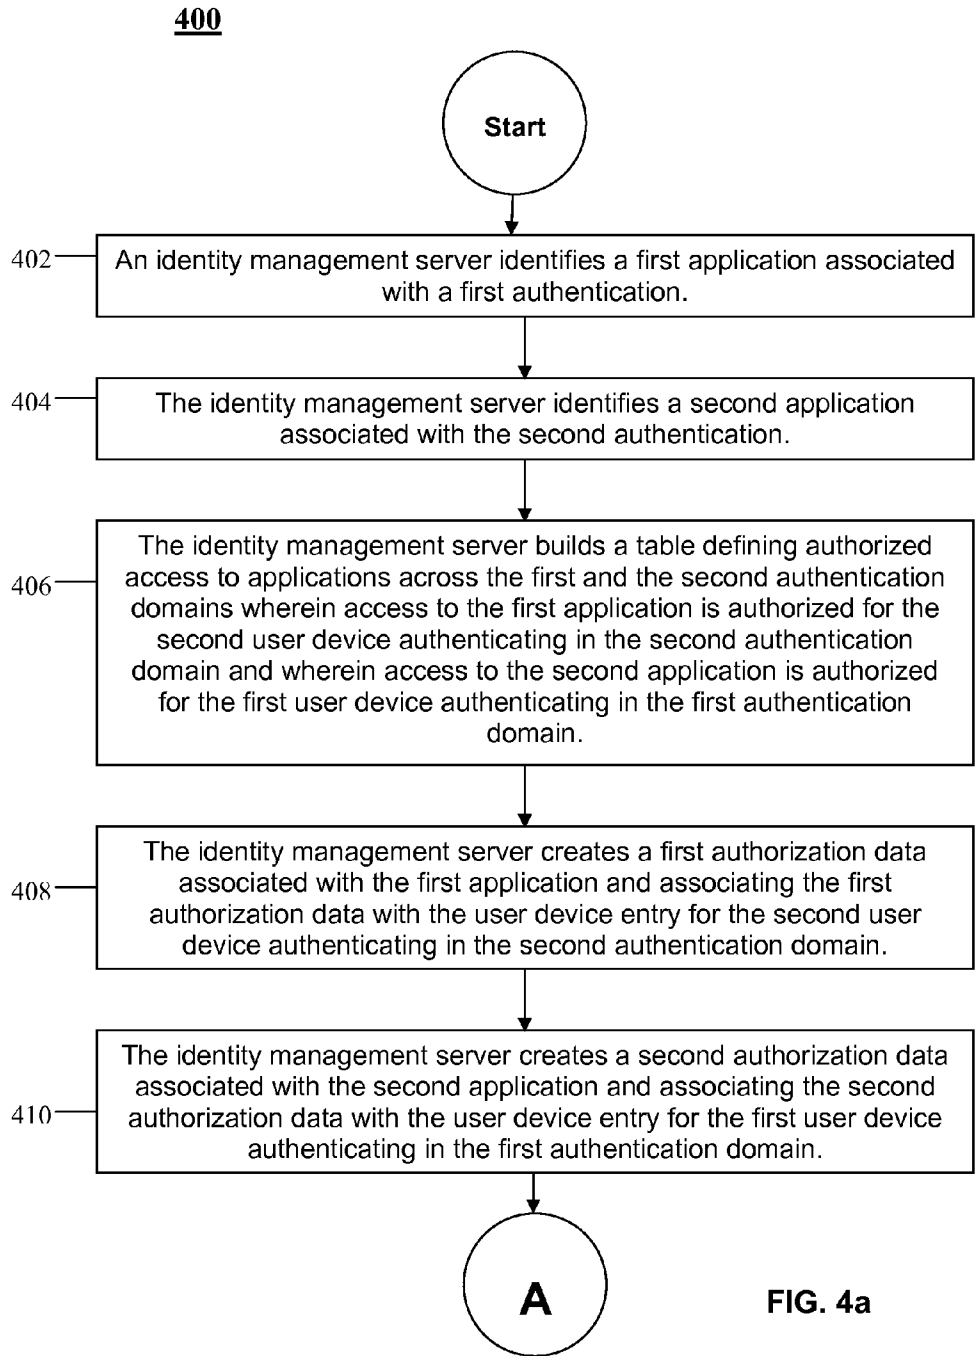 400
Start
402
An identity management server identifies a first application associated
with a first authentication.
404
The identity management server identifies a second application
associated with the second authentication.
406
The identity management server builds a table defining authorized
access to applications across the first and the second authentication
domains wherein access to the first application is authorized for the
second user device authenticating in the second authentication
domain and wherein access to the second application is authorized
for the first user device authenticating in the first authentication
domain.
408
The identity management server creates a first authorization data
associated with the first application and associating the first
authorization data with the user device entry for the second user
device authenticating in the second authentication domain.
410
The identity management server creates a second authorization data
associated with the second application and associating the second
authorization data with the user device entry for the first user device
authenticating in the first authentication domain.
A
FIG. 4a